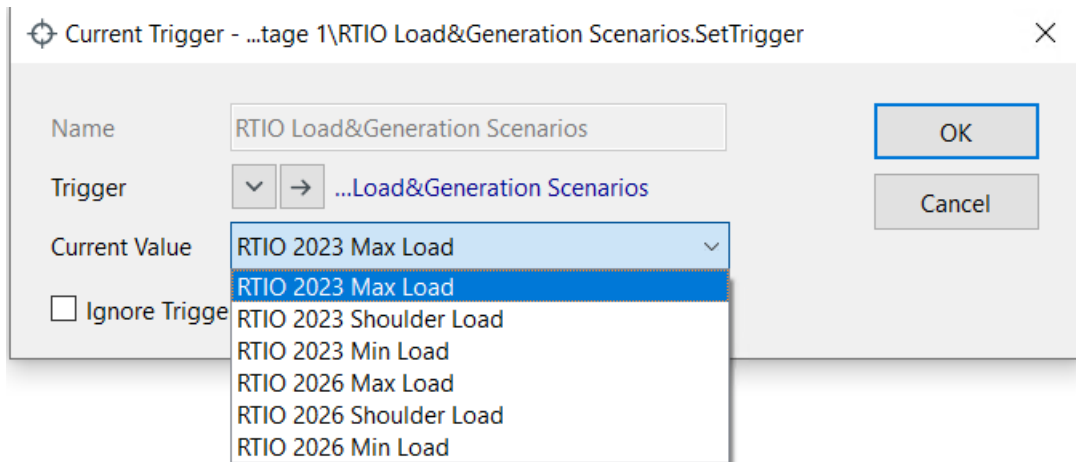 Current Trigger - ...tage 1\RTIO Load&Generation Scenarios.SetTrigger
Name RTIO Load&Generation Scenarios OK
Trigger ...Load&Generation Scenarios
Cancel
Current Value RTIO 2023 Max Load
RTIO 2023 Max Load
Ignore Trigge RTIO 2023 Shoulder Load
RTIO 2023 Min Load
RTIO 2026 Max Load
RTIO 2026 Shoulder Load
RTIO 2026 Min Load